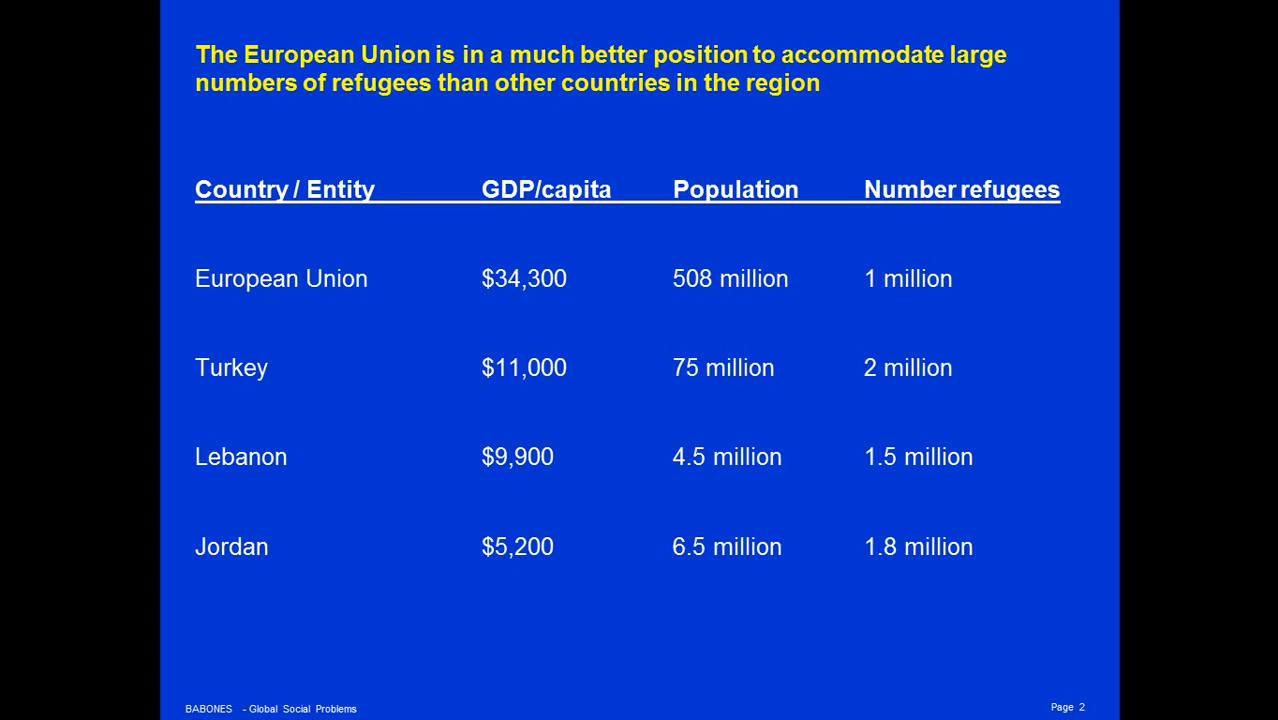 The European Union is in a much better position to accommodate large
numbers of refugees than other countries in the region
Country / Entity GDP/capita Population Number refugees
European Union $34,300 508 million 1 million
Turkey $11,000 75 million 2 million
Lebanon $9,900 4.5 million 1.5 million
Jordan $5,200 6.5 million 1.8 million
BABONES - Global Social Problems Page 2